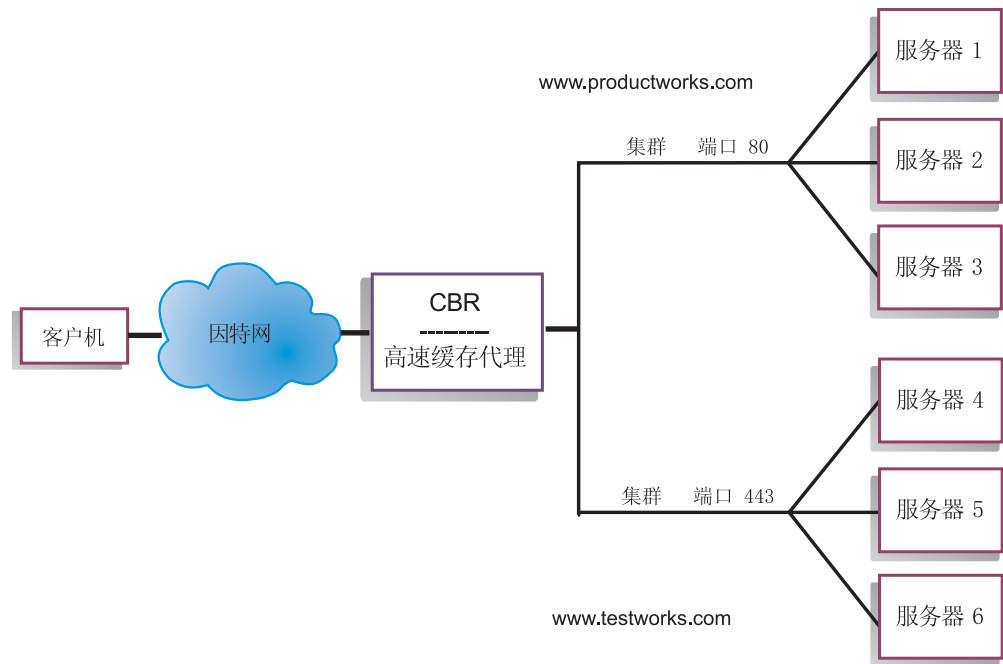 服务器 1
www.productworks.com
集群 端口 80
服务器 2
服务器 3
客户机
因特网
CBR
---------
高速缓存代理
服务器 4
集群 端口 443
服务器 5
www.testworks.com
服务器 6